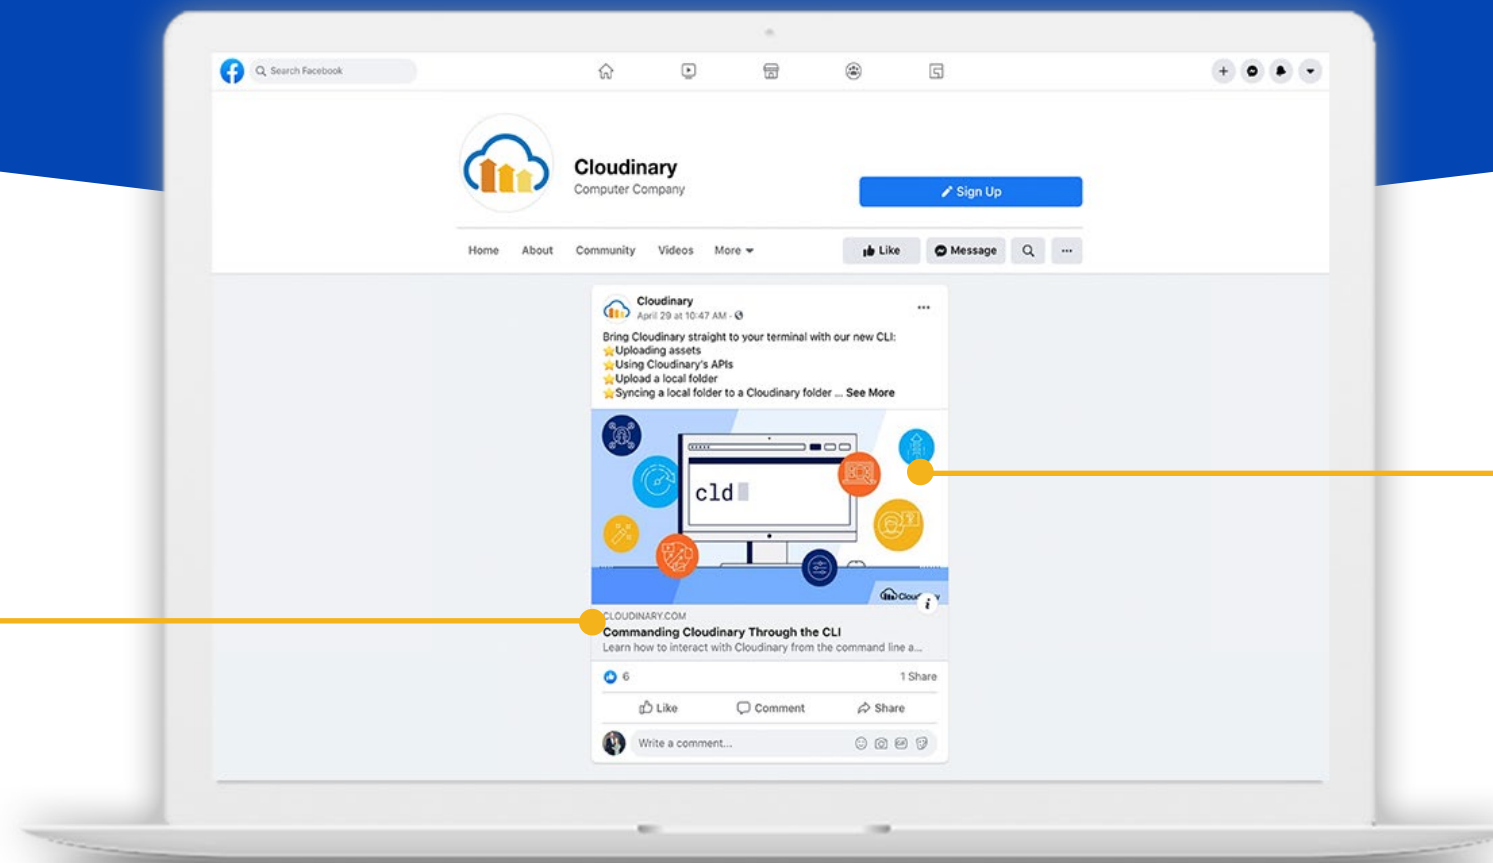 Search Facebook
Cloudinary
Computer Company
Sign Up
Home About Community Videos More
Like Message
Cloudinary
April 29 at 10:47 AM ·
Bring Cloudinary straight to your terminal with our new CLI:
Uploading assets
Using Cloudinary's APIs
Upload a local folder
Syncing a local folder to a Cloudinary folder ... See More
cld
CLOUDINARY.COM
Commanding Cloudinary Through the CLI
Learn how to interact with Cloudinary from the command line a...
6 1 Share
Like Comment Share
Write a comment...